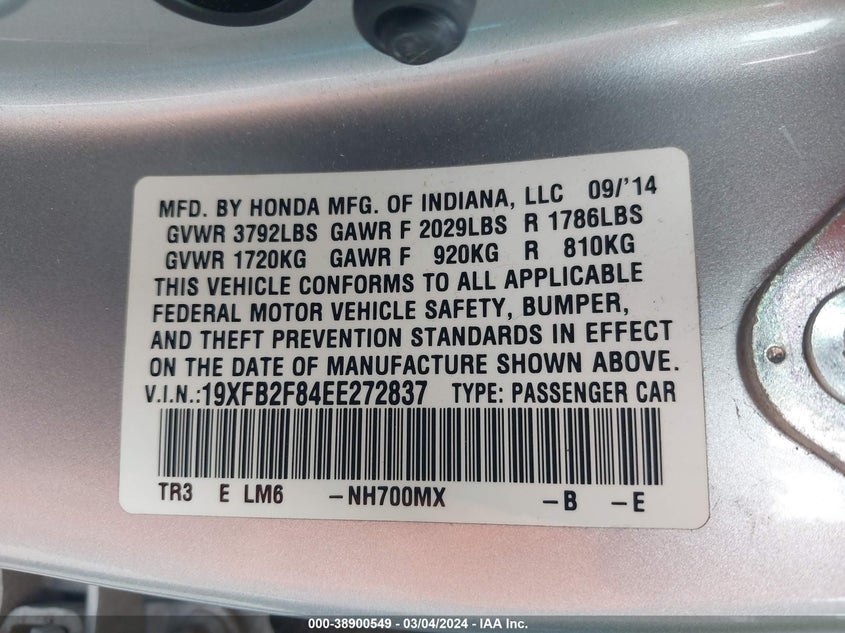 MFD. BY HONDA MFG. OF INDIANA, LLC 09/'14
GVWR 3792LBS GAWR F 2029LBS R 1786LBS
GVWR 1720KG GAWR F 920KG R 810KG
THIS VEHICLE CONFORMS TO ALL APPLICABLE
FEDERAL MOTOR VEHICLE SAFETY, BUMPER,
AND THEFT PREVENTION STANDARDS IN EFFECT
ON THE DATE OF MANUFACTURE SHOWN ABOVE.
V.I.N.:19XFB2F84EE272837 TYPE: PASSENGER CAR
TR3 E LM6 -NH700MX -B -E
000-38900549 - 03/04/2024 - IAA Inc.